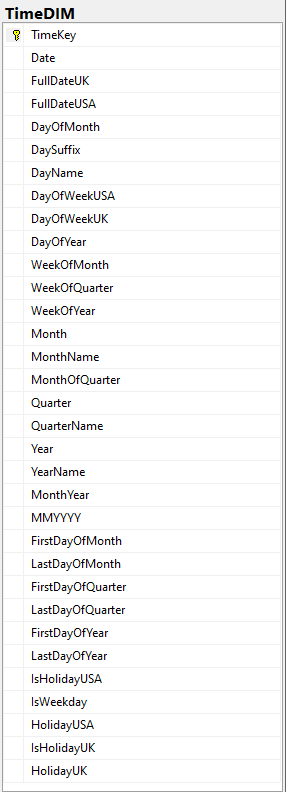 TimeDIM
TimeKey
Date
FullDateUK
FullDateUSA
DayOfMonth
DaySuffix
DayName
DayOfWeekUSA
DayOfWeekUK
DayOfYear
WeekOfMonth
WeekOfQuarter
WeekOfYear
Month
MonthName
MonthOfQuarter
Quarter
QuarterName
Year
YearName
MonthYear
MMYYYY
FirstDayOfMonth
LastDayOfMonth
FirstDayOfQuarter
LastDayOfQuarter
FirstDayOfYear
LastDayOfYear
IsHolidayUSA
IsWeekday
HolidayUSA
IsHolidayUK
HolidayUK